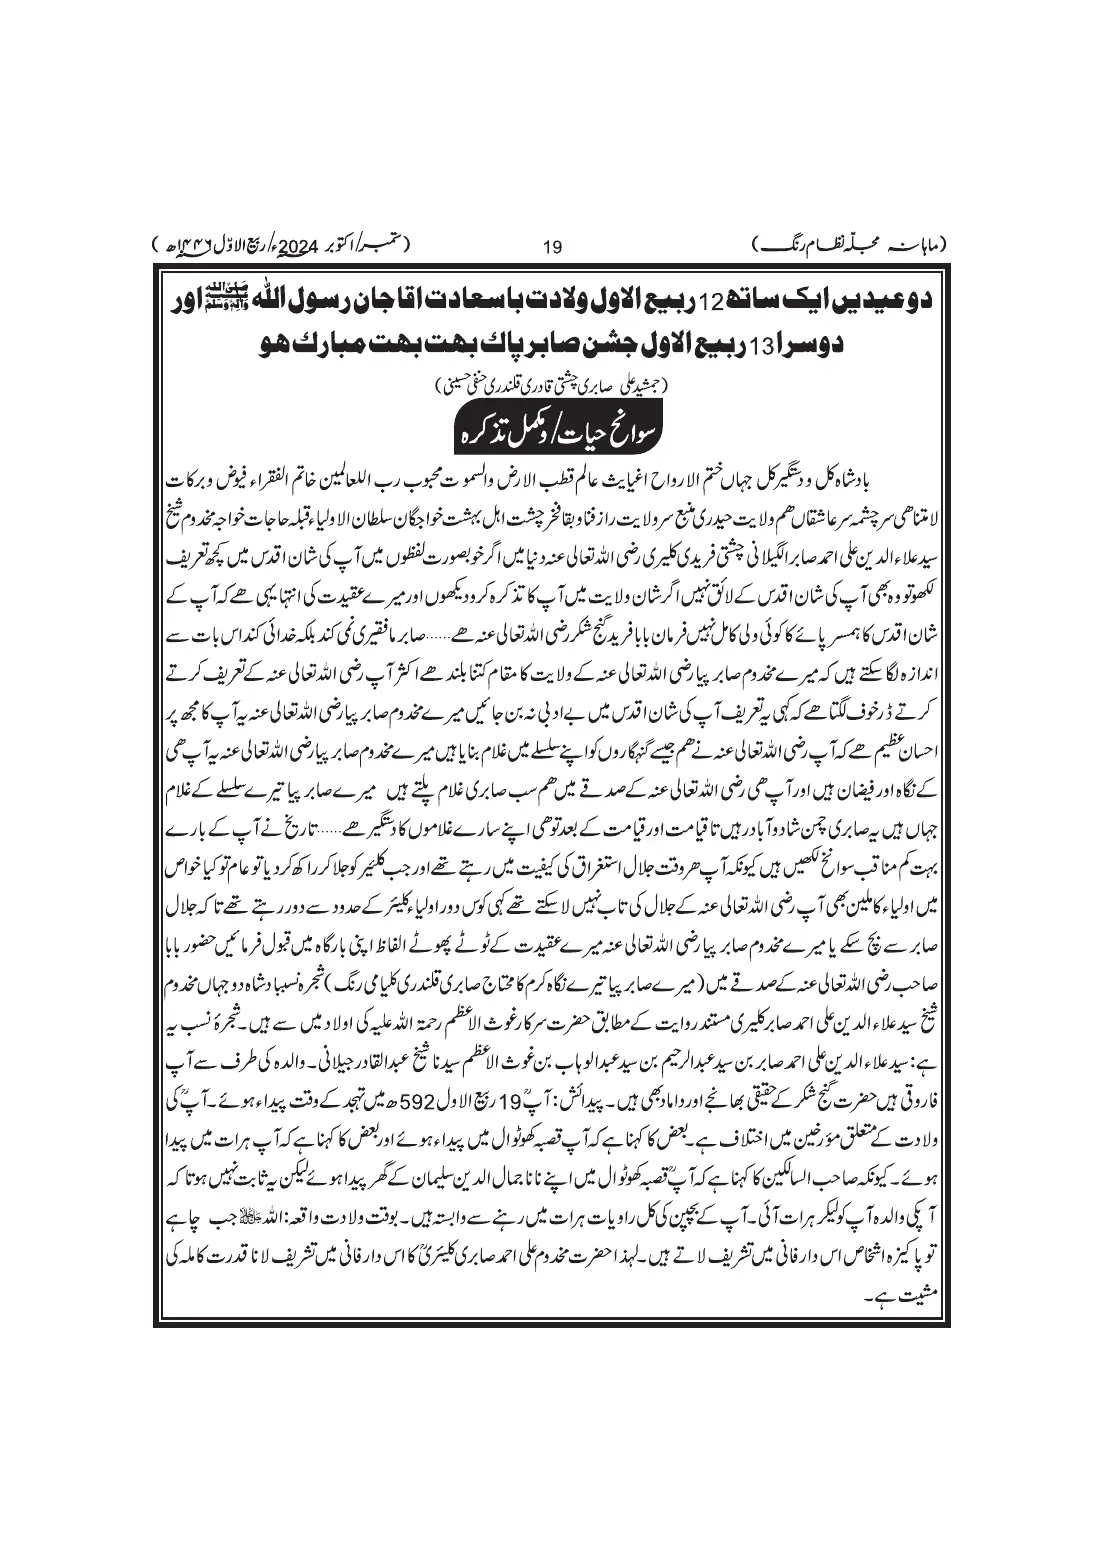 (ماہانہ مجلّہ نظام رنگ)
19
(ستمبر/اکتوبر 2024ء/ربیع الاوّل ۱۴۴۶ھ)
دو عیدیں ایک ساتھ 12 ربیع الاول ولادت باسعادت اقا جان رسول اللہ ﷺ اور
دوسرا 13 ربیع الاول جشن صابر پاک بہت بہت مبارک ھو
(جمشید علی صابری چشتی قادری قلندری حنفی حسینی)
سوانح حیات/ومکمل تذکرہ
بادشاہ کل و دستگیر کل جہاں ختم الارواح اغیاث عالم قطب الارض والسموت محبوب رب اللعالمین خاتم الفقراء فیوض و برکات
لامتناھی سرچشمہ سرعاشقاں ھم ولایت حیدری منبع سرولایت راز فنا و بقا فخر چشت اہل بہشت خواجگان سلطان الاولیاء قبلہ حاجات خواجہ مخدوم شیخ
سید علاء الدین علی احمد صابر الگیلانی چشتی فریدی کلیری رضی اللہ تعالی عنہ دنیا میں اگر خوبصورت لفظوں میں آپ کی شان اقدس میں کچھ تعریف
لکھو تو وہ بھی آپ کی شان اقدس کے لائق نہیں اگر شان ولایت میں آپ کا تذکرہ کرو دیکھوں اور میرے عقیدت کی انتہا یہی ھے کہ آپ کے
شان اقدس کا ہمسر پائے کا کوئی ولی کامل نہیں فرمان بابا فرید گنج شکر رضی اللہ تعالی عنہ ھے......صابر ما فقیری نمی کند بلکہ خدائی کند اس بات سے
اندازہ لگا سکتے ہیں کہ میرے مخدوم صابر پیا رضی اللہ تعالی عنہ کے ولایت کا مقام کتنا بلند ھے اکثر آپ رضی اللہ تعالی عنہ کے تعریف کرتے
کرتے ڈر خوف لگتا ھے کہ کہی یہ تعریف آپ کی شان اقدس میں بے ادبی نہ بن جائیں میرے مخدوم صابر پیا رضی اللہ تعالی عنہ یہ آپ کا مجھ پر
احسان عظیم ھے کہ آپ رضی اللہ تعالی عنہ نے ھم جیسے گنہگاروں کو اپنے سلسلے میں غلام بنایا ہیں میرے مخدوم صابر پیا رضی اللہ تعالی عنہ یہ آپ ھی
کے نگاہ اور فیضان ہیں اور آپ ھی رضی اللہ تعالی عنہ کے صدقے میں ھم سب صابری غلام پلتے ہیں میرے صابر پیا تیرے سلسلے کے غلام
جہاں ہیں یہ صابری چمن شاد و آباد رہیں تا قیامت اور قیامت کے بعد تو ھی اپنے سارے غلاموں کا دستگیر ھے......تاریخ نے آپ کے بارے
بہت کم مناقب سوانح لکھیں ہیں کیونکہ آپ ھر وقت جلال استغراق کی کیفیت میں رہتے تھے اور جب کلئیر کو جلا کر راکھ کردیا تو عام تو کیا خواص
میں اولیاء کاملین بھی آپ رضی اللہ تعالی عنہ کے جلال کی تاب نہیں لا سکتے تھے کہی کوس دور اولیاء کلیئر کے حدود سے دور رہتے تھے تاکہ جلال
صابر سے بچ سکے یا میرے مخدوم صابر پیا رضی اللہ تعالی عنہ میرے عقیدت کے ٹوٹے پھوٹے الفاظ اپنی بارگاہ میں قبول فرمائیں حضور بابا
صاحب رضی اللہ تعالی عنہ کے صدقے میں (میرے صابر پیا تیرے نگاہ کرم کا محتاج صابری قلندری کلیامی رنگ) شجرہ نسب بادشاہ دو جہاں مخدوم
شیخ سید علاء الدین علی احمد صابر کلیری مستند روایت کے مطابق حضرت سرکار غوث الاعظم رحمۃ اللہ علیہ کی اولاد میں سے ہیں۔ شجرۂ نسب یہ
ہے: سید علاء الدین علی احمد صابر بن سید عبدالرحیم بن سید عبدالوہاب بن غوث الاعظم سیدنا شیخ عبدالقادر جیلانی۔ والدہ کی طرف سے آپ
فاروقی ہیں حضرت گنج شکر کے حقیقی بھانجے اور داماد بھی ہیں۔ پیدائش: آپؒ 19 ربیع الاول 592ھ میں تہجد کے وقت پیداء ہوئے۔ آپؒ کی
ولادت کے متعلق مؤرخین میں اختلاف ہے۔ بعض کا کہنا ہے کہ آپ قصبہ کھوٹوال میں پیداء ہوئے اور بعض کا کہنا ہے کہ آپ ہرات میں پیدا
ہوئے۔ کیونکہ صاحب السالکین کا کہنا ہے کہ آپؒ قصبہ کھوٹوال میں اپنے نانا جمال الدین سلیمان کے گھر پیدا ہوئے لیکن یہ ثابت نہیں ہوتا کہ
آپکی والدہ آپ کو لیکر ہرات آئی۔ آپ کے بچپن کی کل راویات ہرات میں رہنے سے وابستہ ہیں۔ بوقت ولادت واقعہ: اللہ ﷻ جب چاہے
تو پاکیزہ اشخاص اس دار فانی میں تشریف لاتے ہیں۔ لہذا حضرت مخدوم علی احمد صابری کلیئریؒ کا اس دار فانی میں تشریف لانا قدرت کاملہ کی
مشیت ہے۔